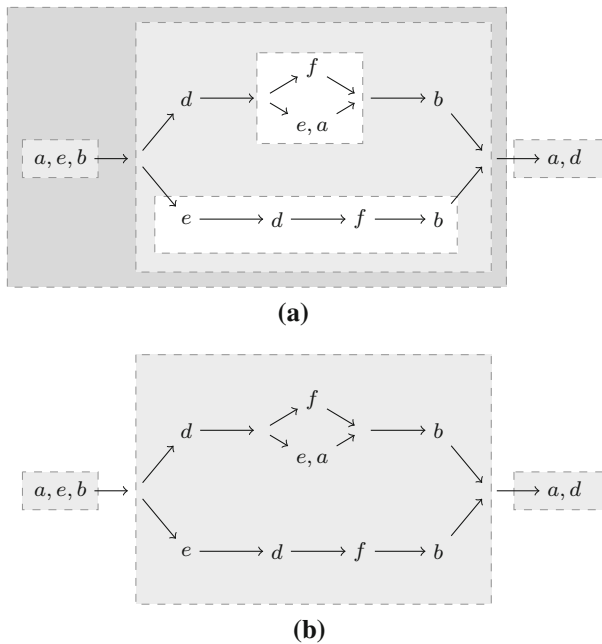 f
d b
e, a
a, e, b a, d
e d f b
(a)
f
d b
e, a
a, e, b a, d
e d f b
(b)